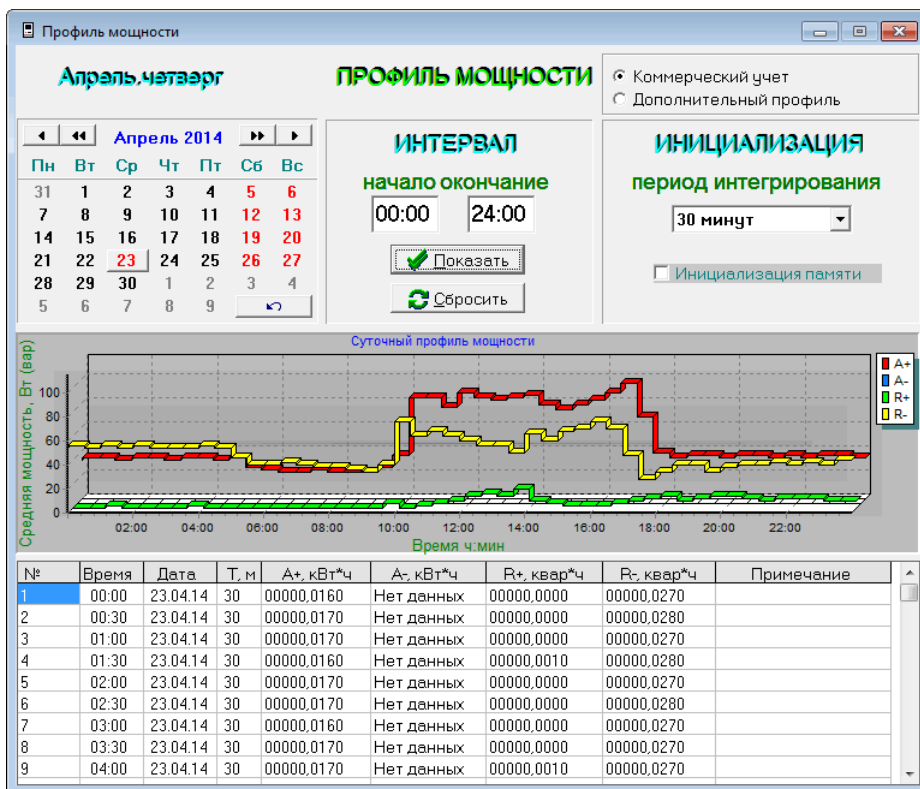 Профиль мощности
Апрель.четверг
ПРОФИЛЬ МОЩНОСТИ
Коммерческий учет
Дополнительный профиль
Апрель 2014
Пн Вт Ср Чт Пт Сб Вс
31 1 2 3 4 5 6
7 8 9 10 11 12 13
14 15 16 17 18 19 20
21 22 23 24 25 26 27
28 29 30 1 2 3 4
5 6 7 8 9
ИНТЕРВАЛ
начало окончание
00:00 24:00
Показать
Сбросить
ИНИЦИАЛИЗАЦИЯ
период интегрирования
30 минут
Инициализация памяти
Суточный профиль мощности
Средняя мощность, Вт (вар)
100
80
60
40
20
0
02:00 04:00 06:00 08:00 10:00 12:00 14:00 16:00 18:00 20:00 22:00
Время ч:мин
A+
A-
R+
R-
№ Время Дата Т, м А+, кВт*ч А-, кВт*ч R+, квар*ч R-, квар*ч Примечание
1 00:00 23.04.14 30 00000,0160 Нет данных 00000,0000 00000,0270
2 00:30 23.04.14 30 00000,0170 Нет данных 00000,0000 00000,0280
3 01:00 23.04.14 30 00000,0170 Нет данных 00000,0000 00000,0270
4 01:30 23.04.14 30 00000,0160 Нет данных 00000,0010 00000,0280
5 02:00 23.04.14 30 00000,0170 Нет данных 00000,0000 00000,0270
6 02:30 23.04.14 30 00000,0170 Нет данных 00000,0000 00000,0280
7 03:00 23.04.14 30 00000,0160 Нет данных 00000,0000 00000,0270
8 03:30 23.04.14 30 00000,0170 Нет данных 00000,0000 00000,0270
9 04:00 23.04.14 30 00000,0170 Нет данных 00000,0010 00000,0270